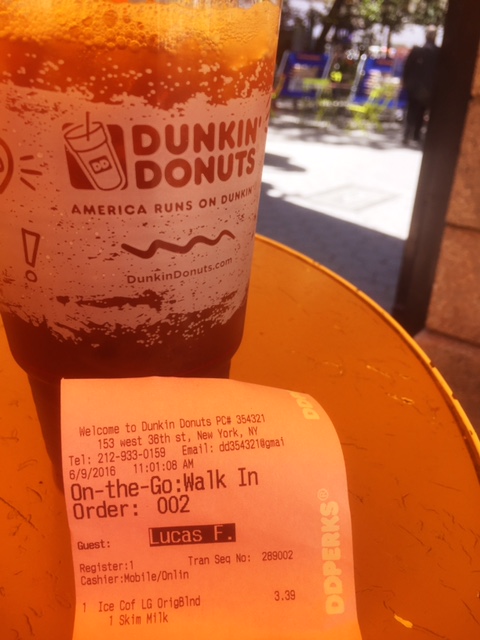 DUNKIN'
DONUTS
AMERICA RUNS ON DUNKIN'
DunkinDonuts.com
DD
Welcome to Dunkin Donuts PC# 354321
153 west 38th st, New York, NY
Tel: 212-933-0159 Email: dd354321@gmai
6/9/2016 11:01:08 AM
On-the-Go:Walk In
Order: 002
Guest: Lucas F.
Register:1 Tran Seq No: 289002
Cashier:Mobile/Onlin
1 Ice Cof LG OrigBlnd 3.39
1 Skim Milk
DDPERKS®